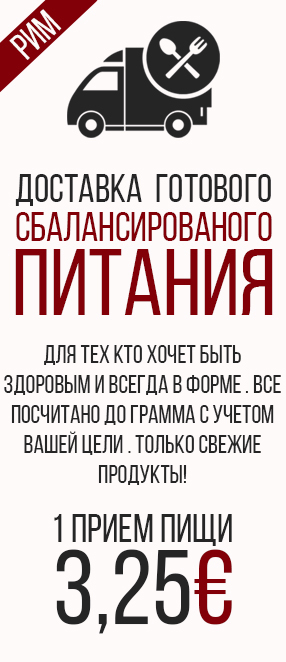 РИМ
ДОСТАВКА ГОТОВОГО
СБАЛАНСИРОВАНОГО
ПИТАНИЯ
ДЛЯ ТЕХ КТО ХОЧЕТ БЫТЬ
ЗДОРОВЫМ И ВСЕГДА В ФОРМЕ . ВСЕ
ПОСЧИТАНО ДО ГРАММА С УЧЕТОМ
ВАШЕЙ ЦЕЛИ . ТОЛЬКО СВЕЖИЕ
ПРОДУКТЫ!
1 ПРИЕМ ПИЩИ
3,25€